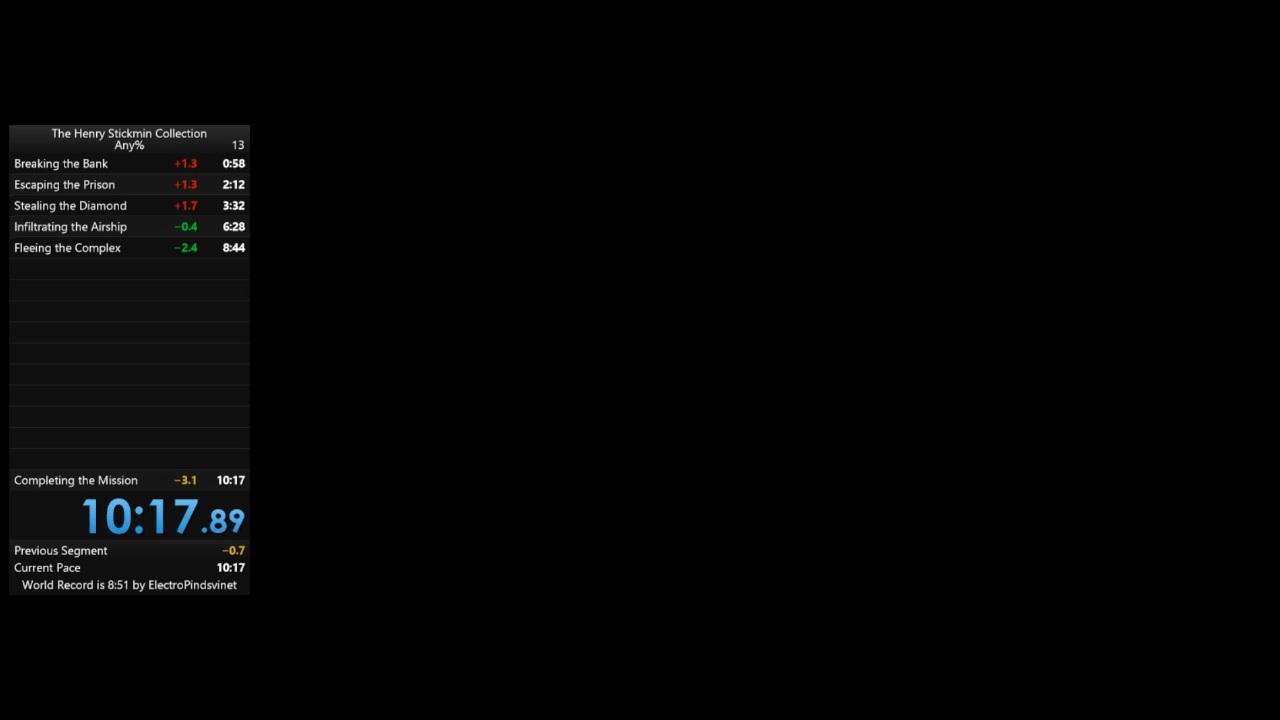 The Henry Stickmin Collection
Any% 13
Breaking the Bank +1.3 0:58
Escaping the Prison +1.3 2:12
Stealing the Diamond +1.7 3:32
Infiltrating the Airship −0.4 6:28
Fleeing the Complex −2.4 8:44
Completing the Mission −3.1 10:17
10:17.89
Previous Segment −0.7
Current Pace 10:17
World Record is 8:51 by ElectroPindsvinet